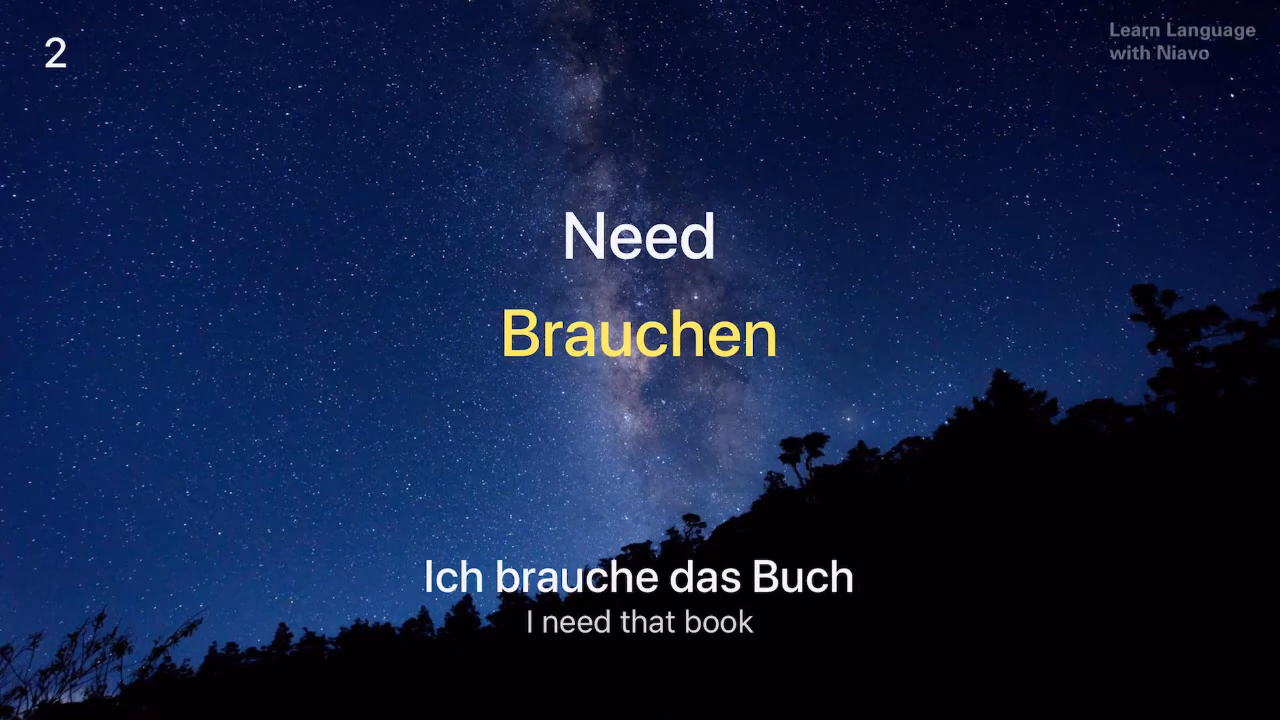 2
Learn Language
with Niavo
Need
Brauchen
Ich brauche das Buch
I need that book